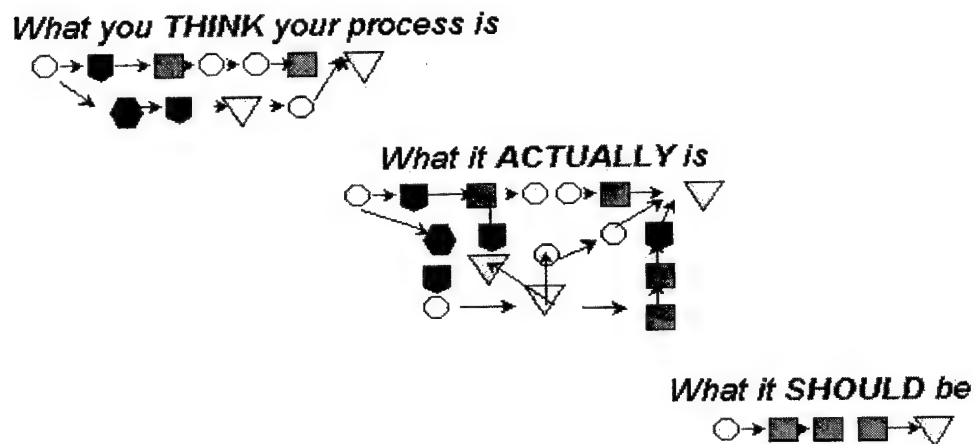 What you THINK your process is
What it ACTUALLY is
What it SHOULD be